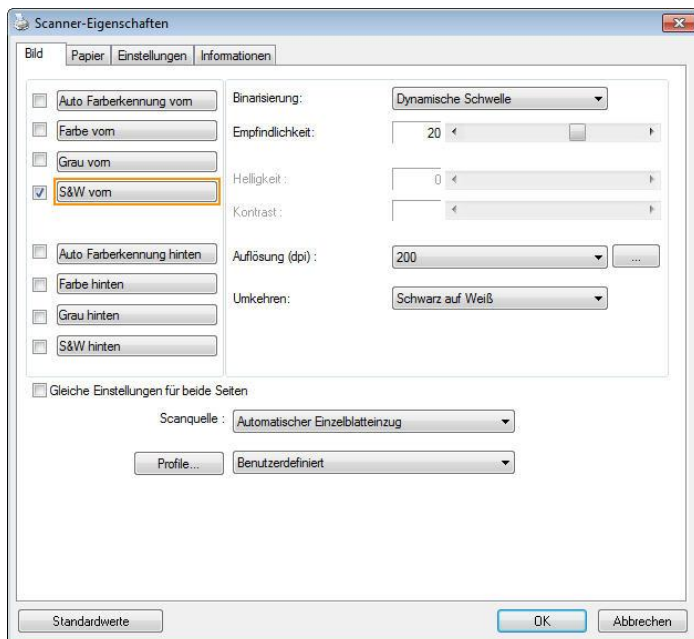 Scanner-Eigenschaften
Bild Papier Einstellungen Informationen
Auto Farberkennung vorn
Binarisierung: Dynamische Schwelle
Farbe vorn
Empfindlichkeit: 20
Grau vorn
S&W vorn
Helligkeit : 0
Kontrast :
Auto Farberkennung hinten
Auflösung (dpi) : 200 ...
Farbe hinten
Umkehren: Schwarz auf Weiß
Grau hinten
S&W hinten
Gleiche Einstellungen für beide Seiten
Scanquelle : Automatischer Einzelblatteinzug
Profile... Benutzerdefiniert
Standardwerte OK Abbrechen